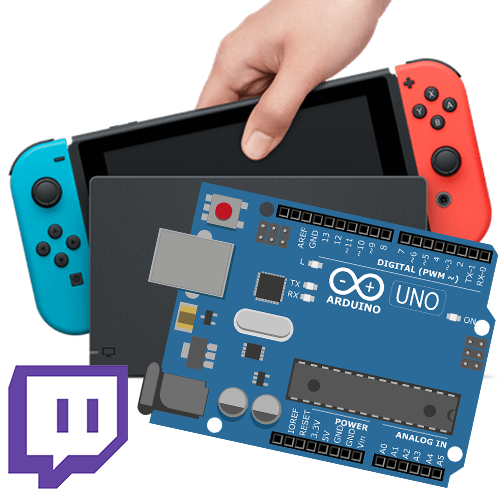 X
Y A
B
AREF
GND
13
12
~11
~10
~9
8
7
~6
~5
4
~3
2
TX→1
RX←0
DIGITAL (PWM ~)
L
TX
RX
ARDUINO
UNO
ON
IOREF
RESET
3.3V
5V
GND
GND
Vin
POWER
ANALOG IN
A0
A1
A2
A3
A4
A5